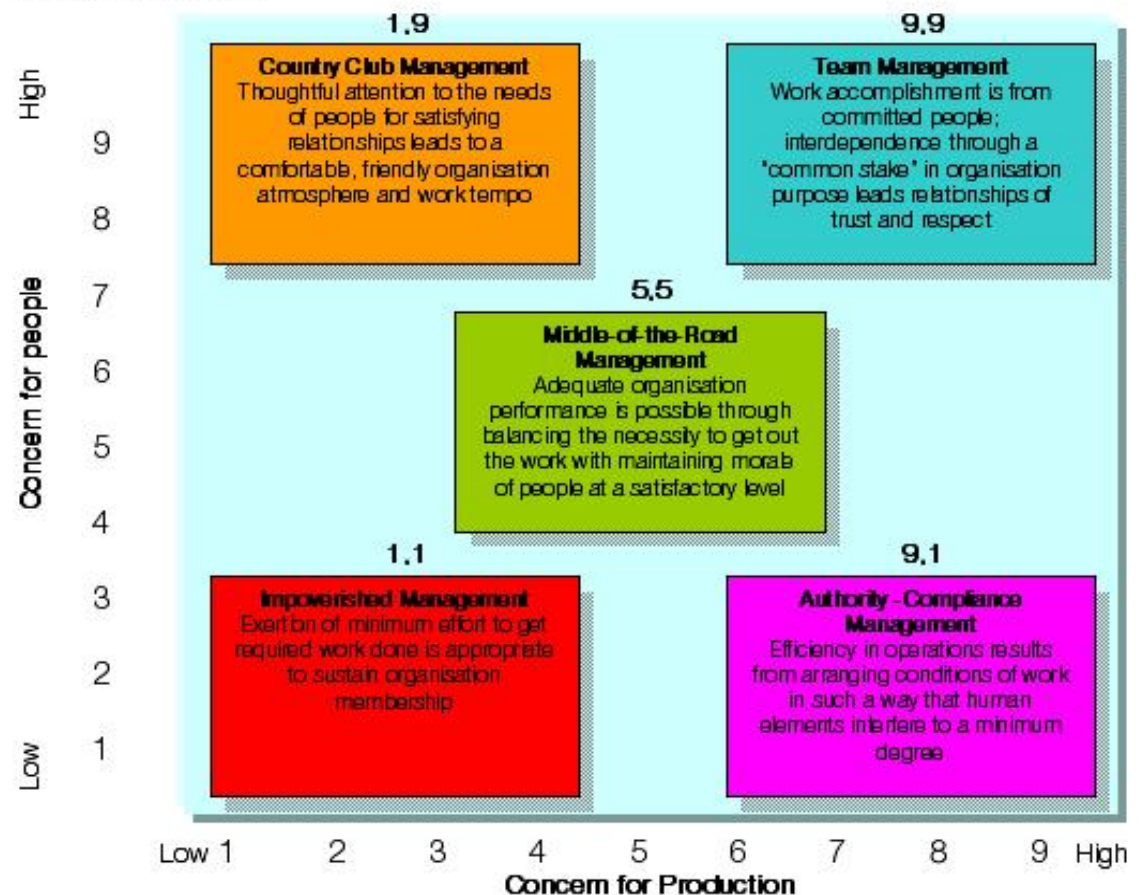 1,9
Country Club Management
Thoughtful attention to the needs
of people for satisfying
relationships leads to a
comfortable, friendly organisation
atmosphere and work tempo
9,9
Team Management
Work accomplishment is from
committed people;
interdependence through a
"common stake" in organisation
purpose leads relationships of
trust and respect
5,5
Middle-of-the-Road
Management
Adequate organisation
performance is possible through
balancing the necessity to get out
the work with maintaining morale
of people at a satisfactory level
1,1
Impoverished Management
Exertion of minimum effort to get
required work done is appropriate
to sustain organisation
membership
9,1
Authority - Compliance
Management
Efficiency in operations results
from arranging conditions of work
in such a way that human
elements interfere to a minimum
degree
High
9
8
7
6
5
4
3
2
1
Low
Concern for people
Low 1 2 3 4 5 6 7 8 9 High
Concern for Production